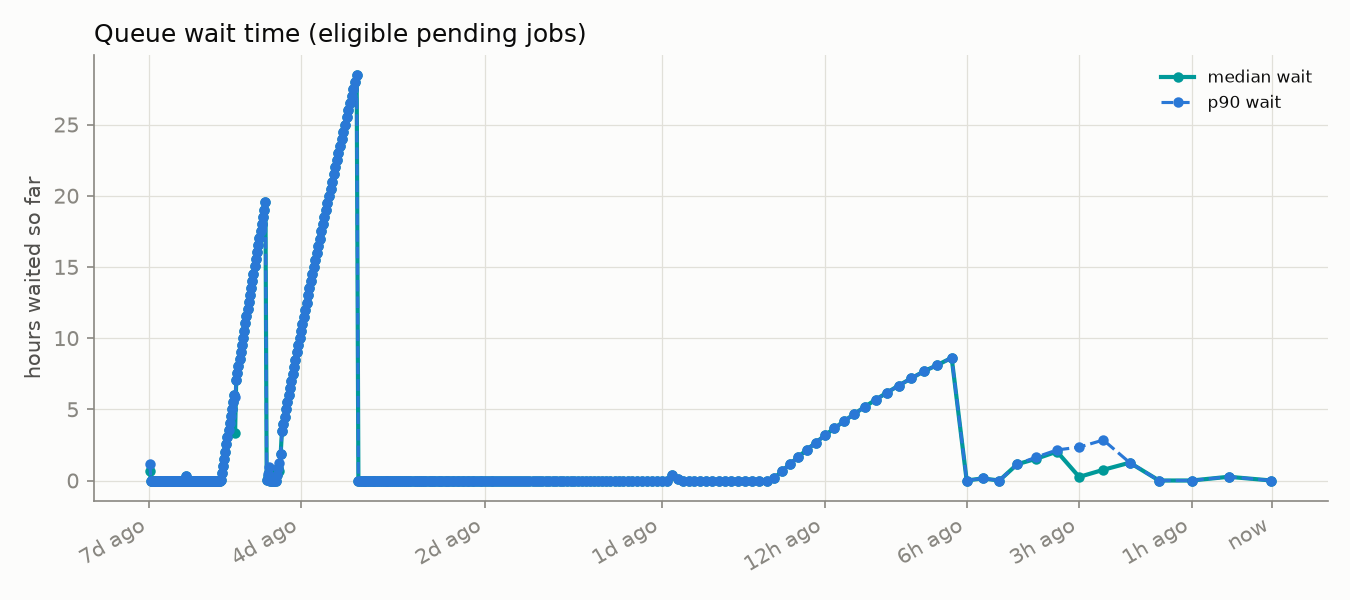 Queue wait time (eligible pending jobs)
median wait
p90 wait
hours waited so far
25
20
15
10
5
0
7d ago
4d ago
2d ago
1d ago
12h ago
6h ago
3h ago
1h ago
now